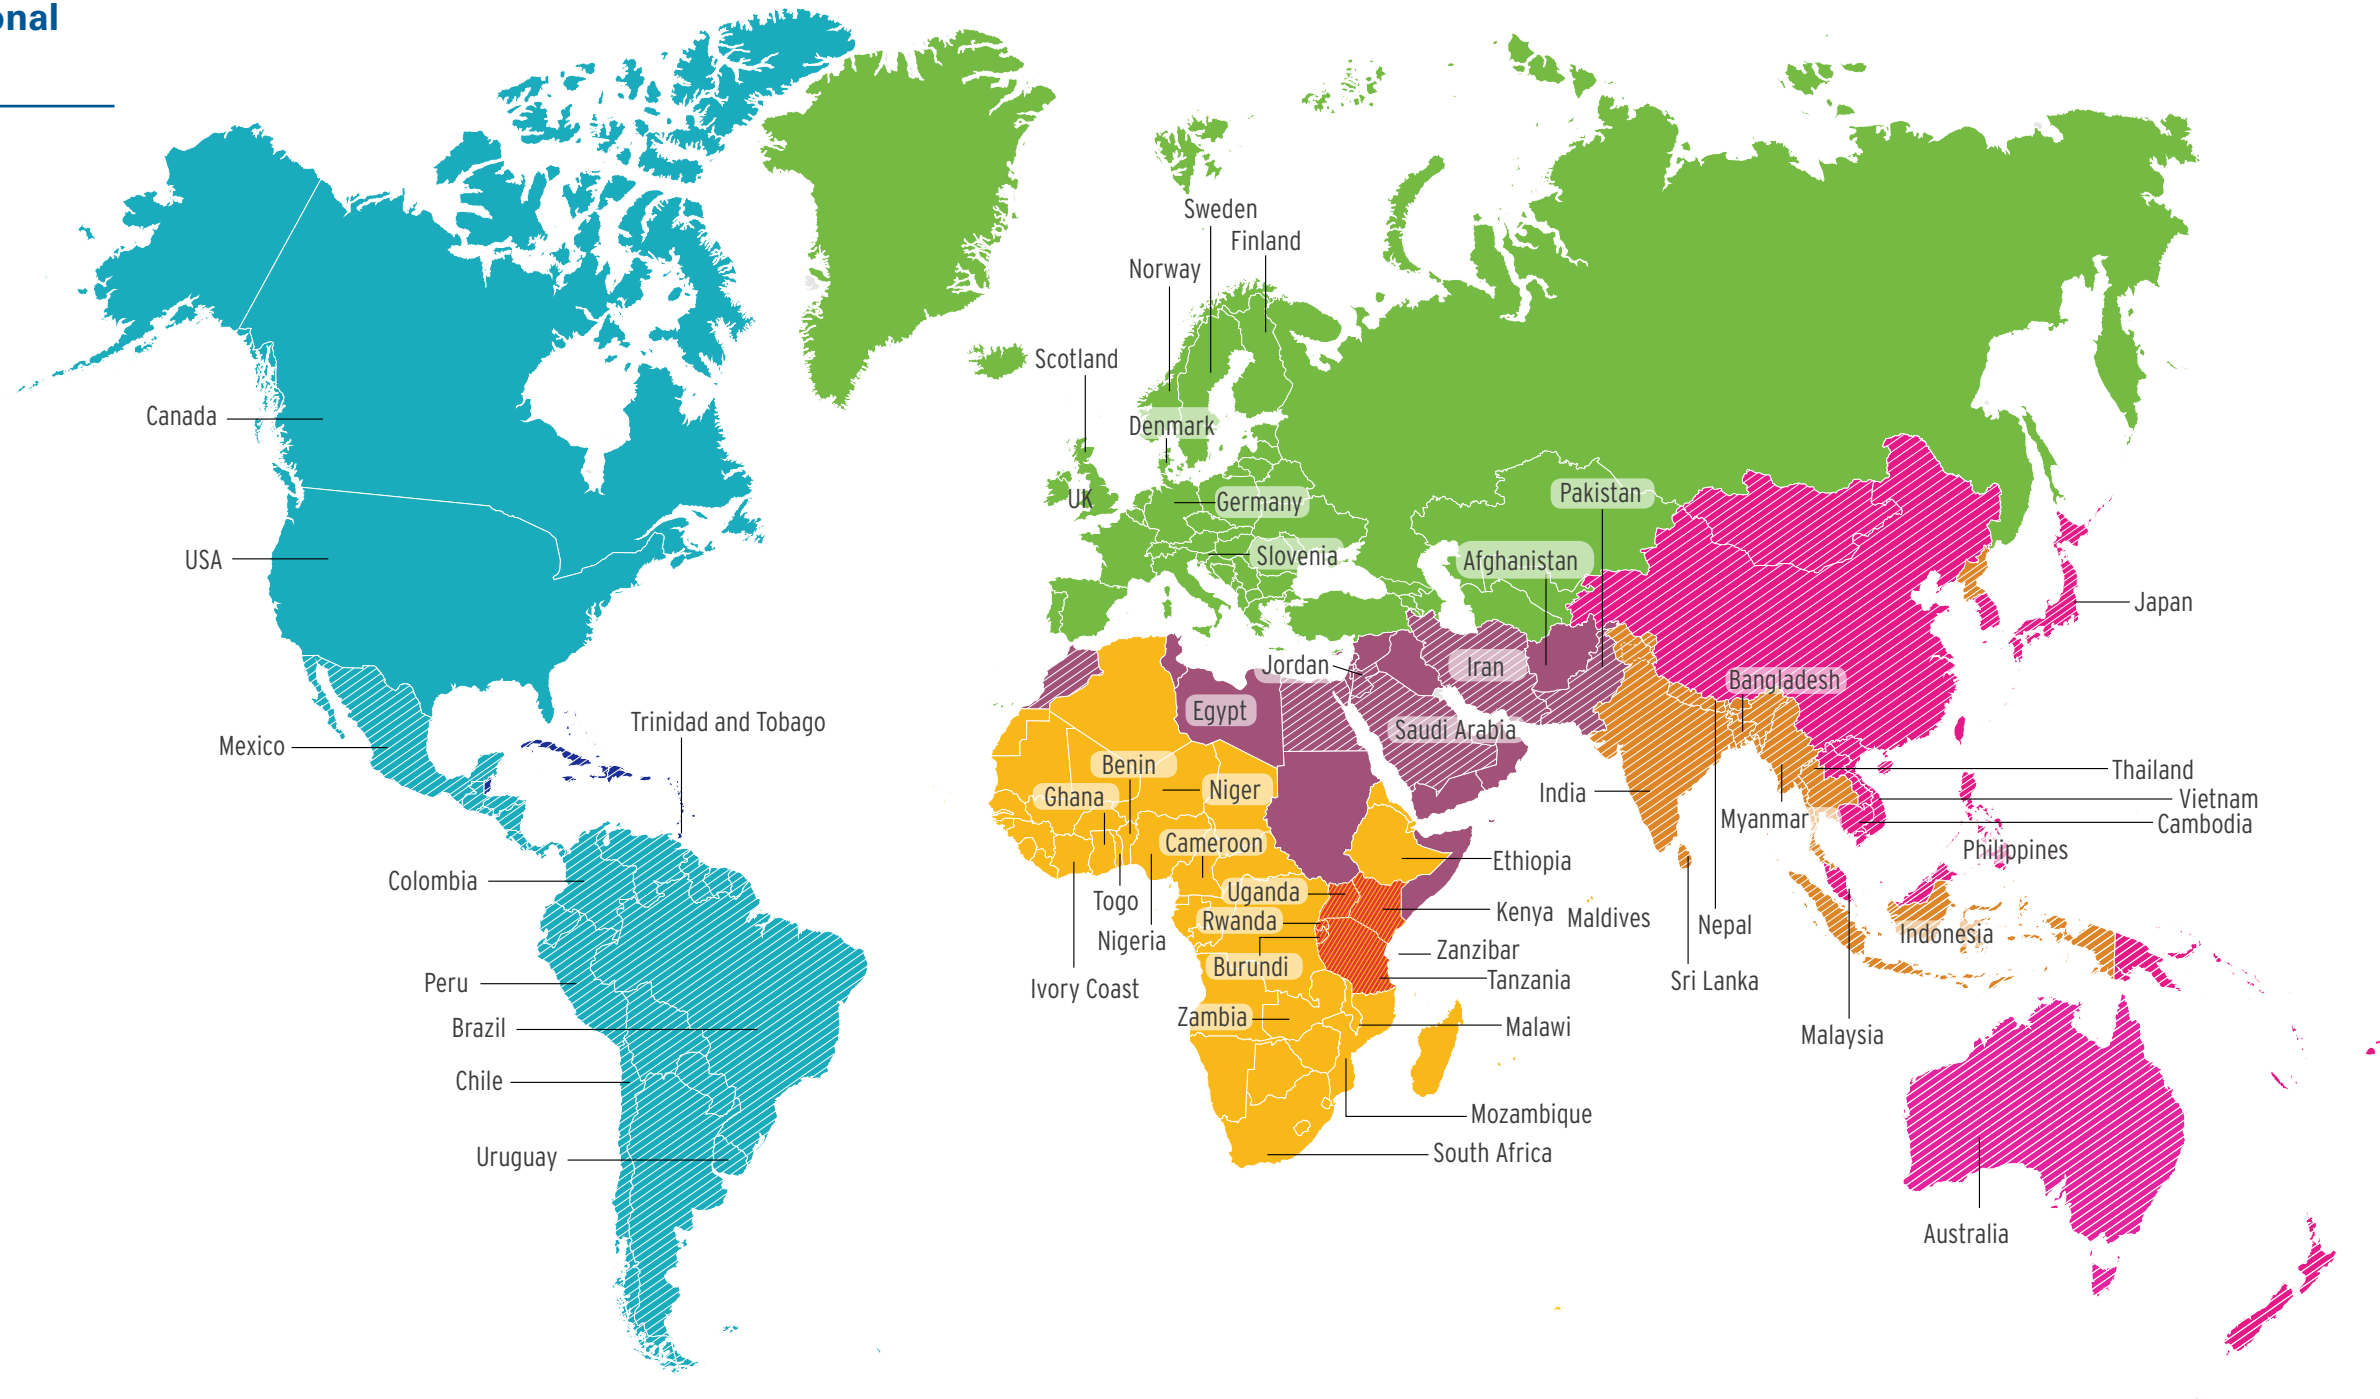 onal
Sweden
Finland
Norway
Scotland
Canada
Denmark
Pakistan
UK
Germany
USA
Slovenia
Afghanistan
Japan
Jordan
Iran
Bangladesh
Egypt
Trinidad and Tobago
Saudi Arabia
Mexico
Benin
Thailand
Niger
India
Ghana
Vietnam
Myanmar
Cambodia
Cameroon
Philippines
Ethiopia
Colombia
Uganda
Togo
Kenya
Maldives
Rwanda
Nepal
Indonesia
Nigeria
Zanzibar
Burundi
Peru
Tanzania
Sri Lanka
Ivory Coast
Zambia
Brazil
Malawi
Malaysia
Chile
Mozambique
South Africa
Uruguay
Australia